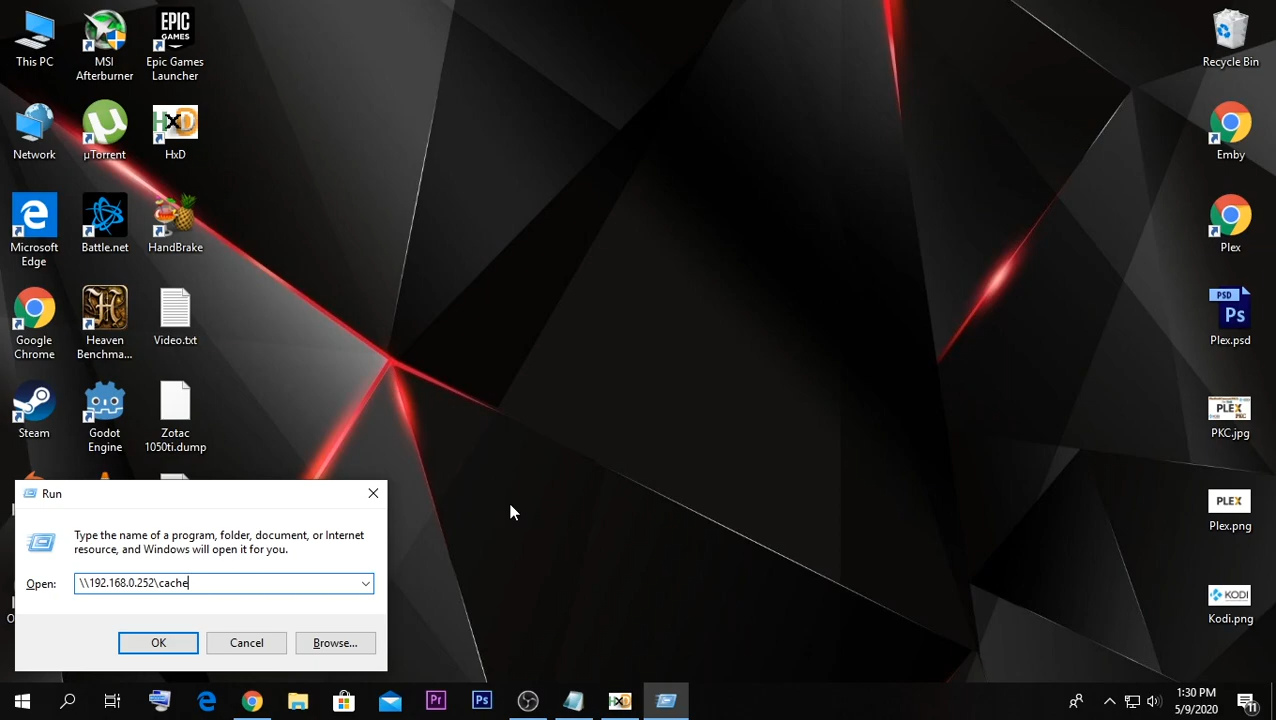 This PC
MSI
Afterburner
EPIC
GAMES
Epic Games
Launcher
Recycle Bin
Network
µTorrent
HxD
HxD
Emby
Microsoft
Edge
Battle.net
HandBrake
Plex
Google
Chrome
Heaven
Benchma...
Video.txt
PSD
Ps
Plex.psd
Steam
Godot
Engine
Zotac
1050ti.dump
PLEX
PKC.jpg
PLEX
Plex.png
KODI
Kodi.png
Run
Type the name of a program, folder, document, or Internet
resource, and Windows will open it for you.
Open:
\\192.168.0.252\cache
OK
Cancel
Browse...
Pr
Ps
1:30 PM
5/9/2020
11